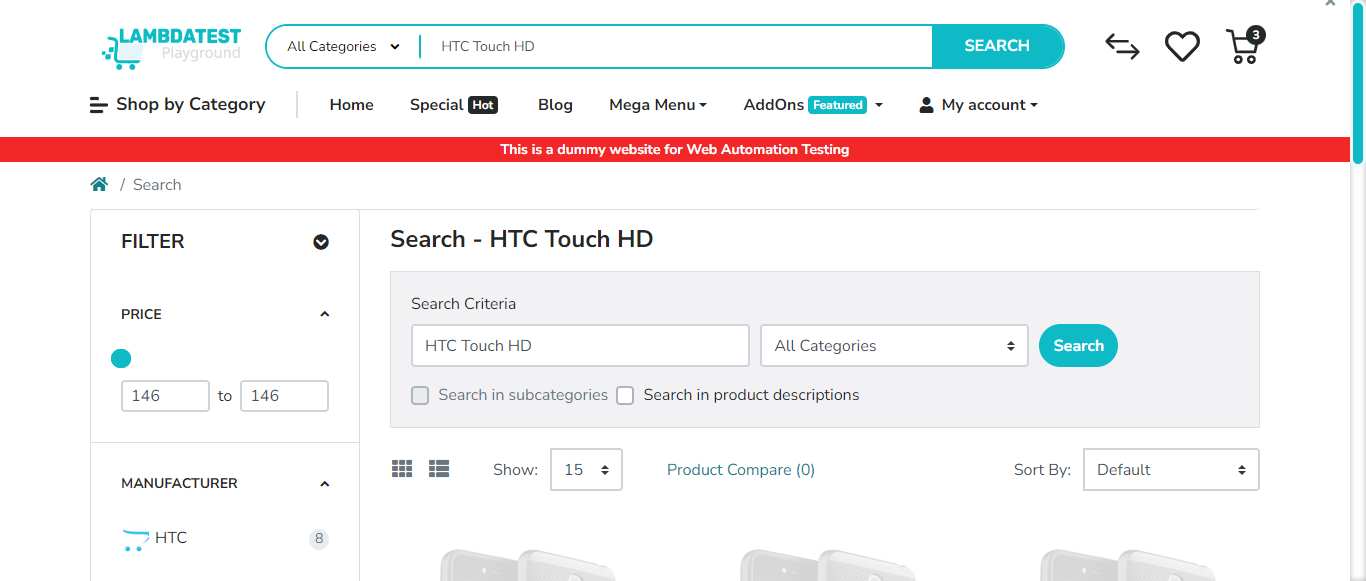 LAMBDATEST
Playground
All Categories
HTC Touch HD
SEARCH
3
Shop by Category
Home
Special Hot
Blog
Mega Menu
AddOns Featured
My account
This is a dummy website for Web Automation Testing
/ Search
FILTER
PRICE
146 to 146
MANUFACTURER
HTC 8
Search - HTC Touch HD
Search Criteria
HTC Touch HD
All Categories
Search
Search in subcategories
Search in product descriptions
Show: 15
Product Compare (0)
Sort By: Default